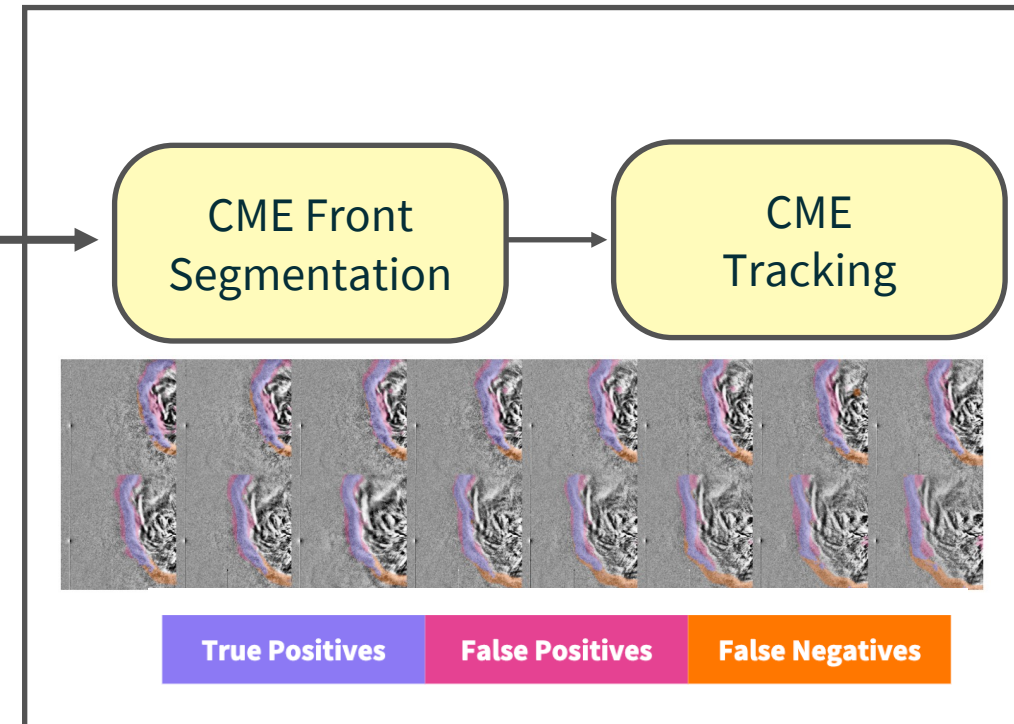 CME Front
Segmentation
CME
Tracking
True Positives
False Positives
False Negatives